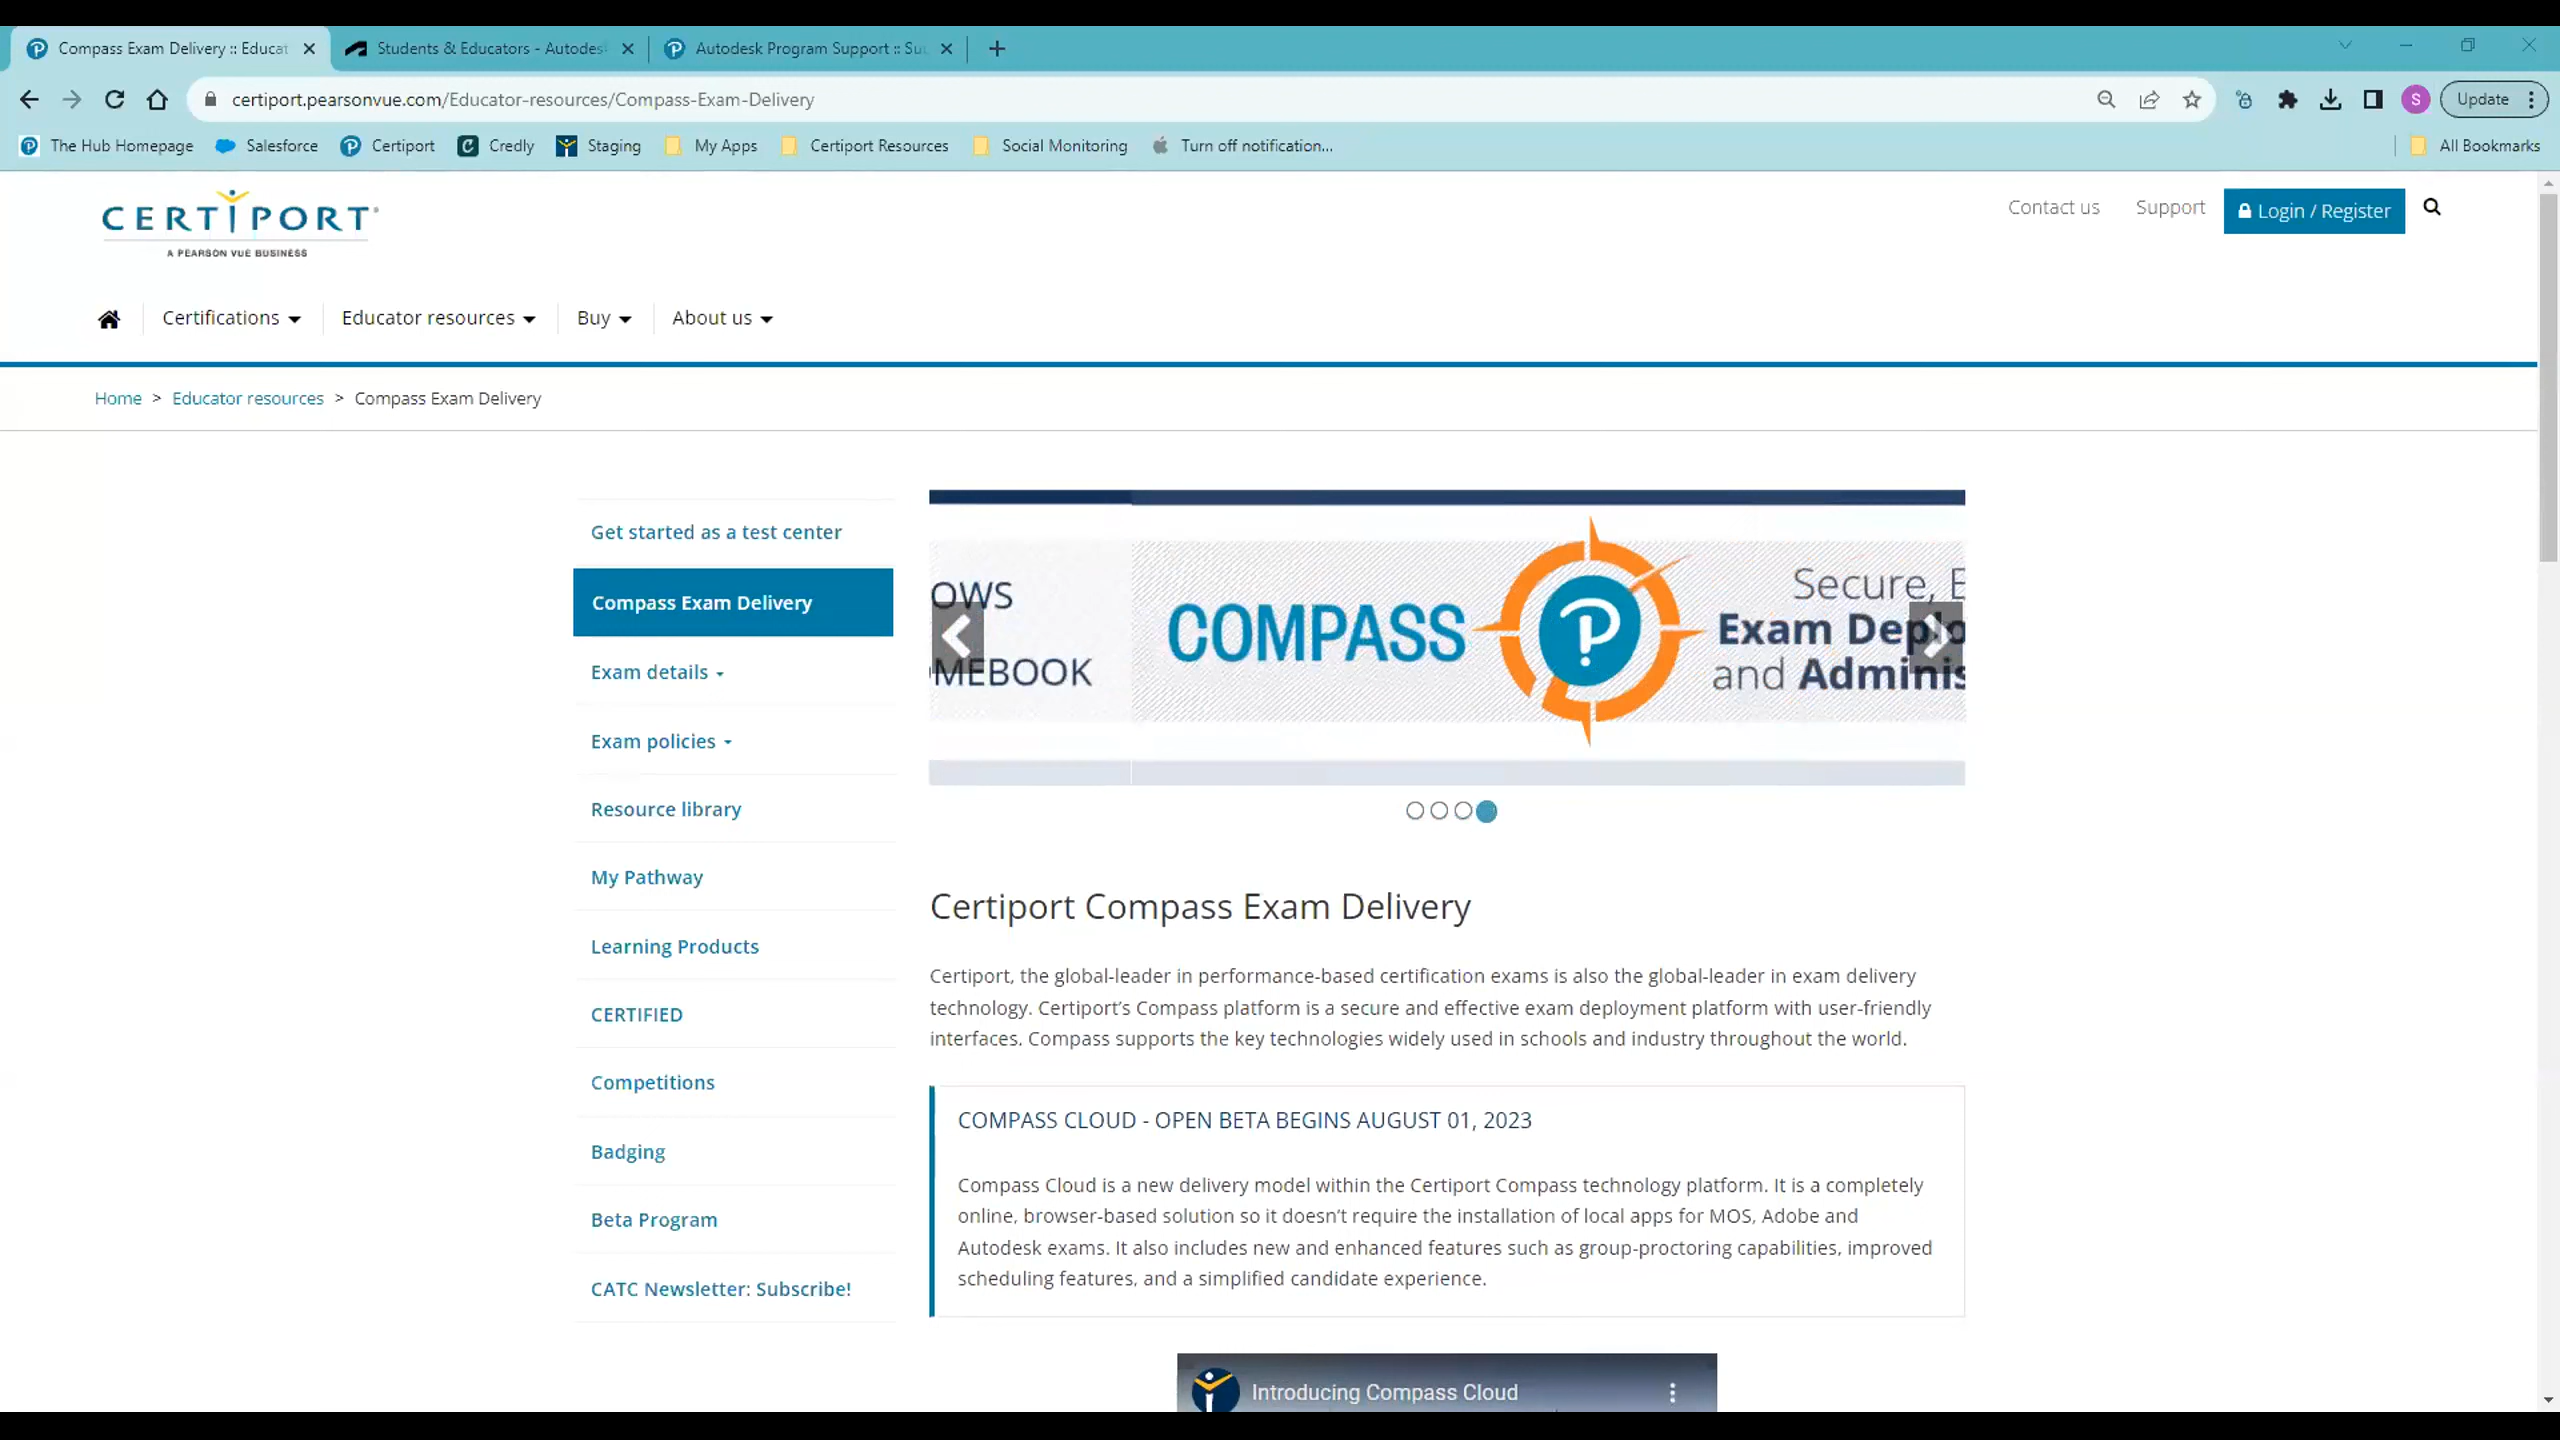 Compass Exam Delivery :: Educat
Students & Educators - Autodes
Autodesk Program Support :: Su
certiport.pearsonvue.com/Educator-resources/Compass-Exam-Delivery
S
Update
The Hub Homepage
Salesforce
Certiport
Credly
Staging
My Apps
Certiport Resources
Social Monitoring
Turn off notification...
All Bookmarks
CERTIPORT
A PEARSON VUE BUSINESS
Contact us
Support
Login / Register
Certifications
Educator resources
Buy
About us
Home > Educator resources > Compass Exam Delivery
Get started as a test center
Compass Exam Delivery
Exam details
Exam policies
Resource library
My Pathway
Learning Products
CERTIFIED
Competitions
Badging
Beta Program
CATC Newsletter: Subscribe!
OWS
MEBOOK
COMPASS
Secure, E
Exam Deplo
and Adminis
Certiport Compass Exam Delivery
Certiport, the global-leader in performance-based certification exams is also the global-leader in exam delivery
technology. Certiport's Compass platform is a secure and effective exam deployment platform with user-friendly
interfaces. Compass supports the key technologies widely used in schools and industry throughout the world.
COMPASS CLOUD - OPEN BETA BEGINS AUGUST 01, 2023
Compass Cloud is a new delivery model within the Certiport Compass technology platform. It is a completely
online, browser-based solution so it doesn't require the installation of local apps for MOS, Adobe and
Autodesk exams. It also includes new and enhanced features such as group-proctoring capabilities, improved
scheduling features, and a simplified candidate experience.
Introducing Compass Cloud